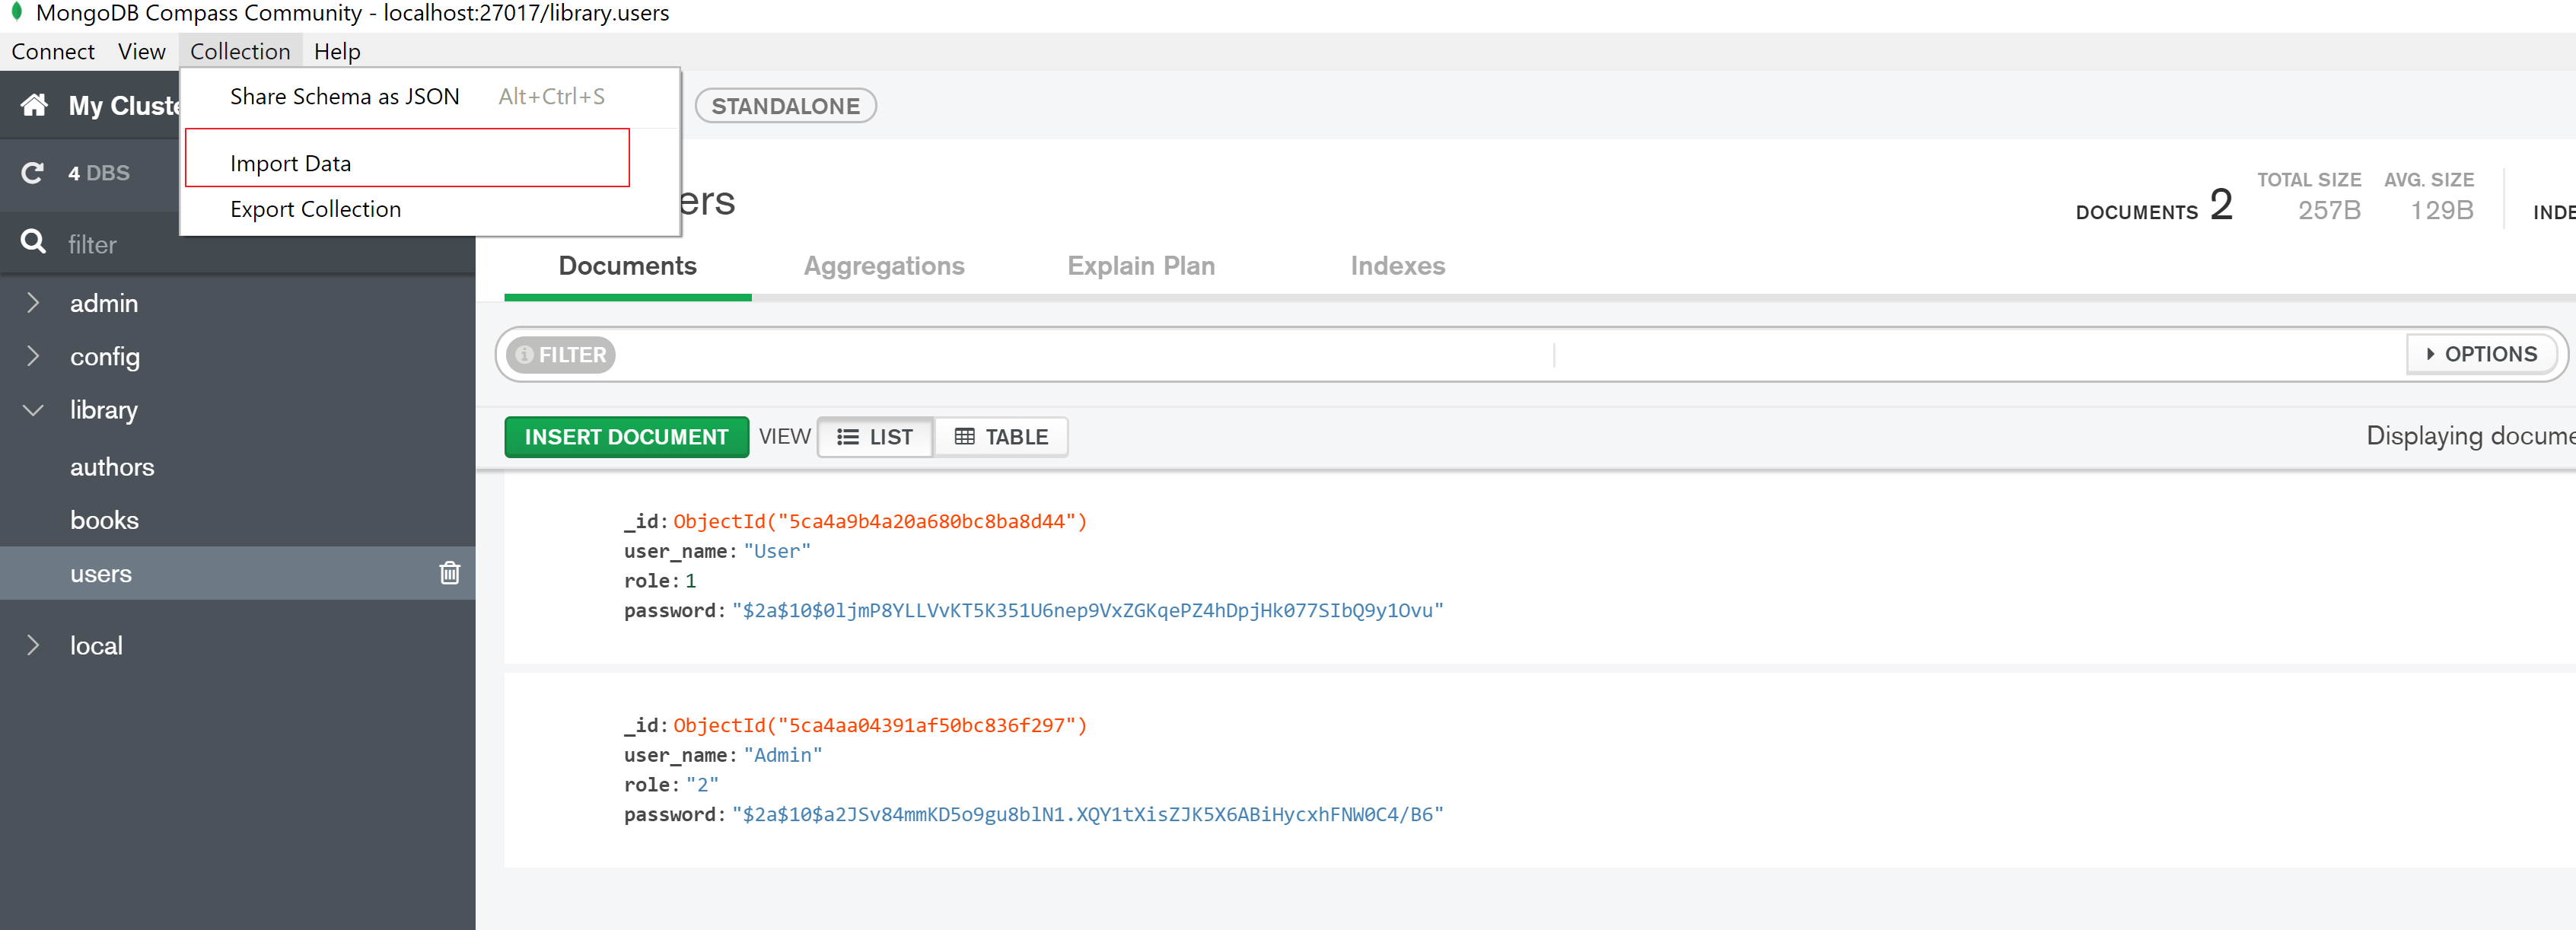 MongoDB Compass Community - localhost:27017/library.users
Connect View Collection Help
Share Schema as JSON Alt+Ctrl+S
Import Data
Export Collection
My Cluste
STANDALONE
4 DBS
filter
admin
config
library
authors
books
users
local
ers
DOCUMENTS 2
TOTAL SIZE
257B
AVG. SIZE
129B
INDE
Documents Aggregations Explain Plan Indexes
FILTER
OPTIONS
INSERT DOCUMENT VIEW LIST TABLE
Displaying docume
_id: ObjectId("5ca4a9b4a20a680bc8ba8d44")
user_name: "User"
role: 1
password: "$2a$10$0ljmP8YLLVvKT5K351U6nep9VxZGKqePZ4hDpjHk077SIbQ9y1Ovu"
_id: ObjectId("5ca4aa04391af50bc836f297")
user_name: "Admin"
role: "2"
password: "$2a$10$a2JSv84mmKD5o9gu8blN1.XQY1tXisZJK5X6ABiHycxhFNW0C4/B6"